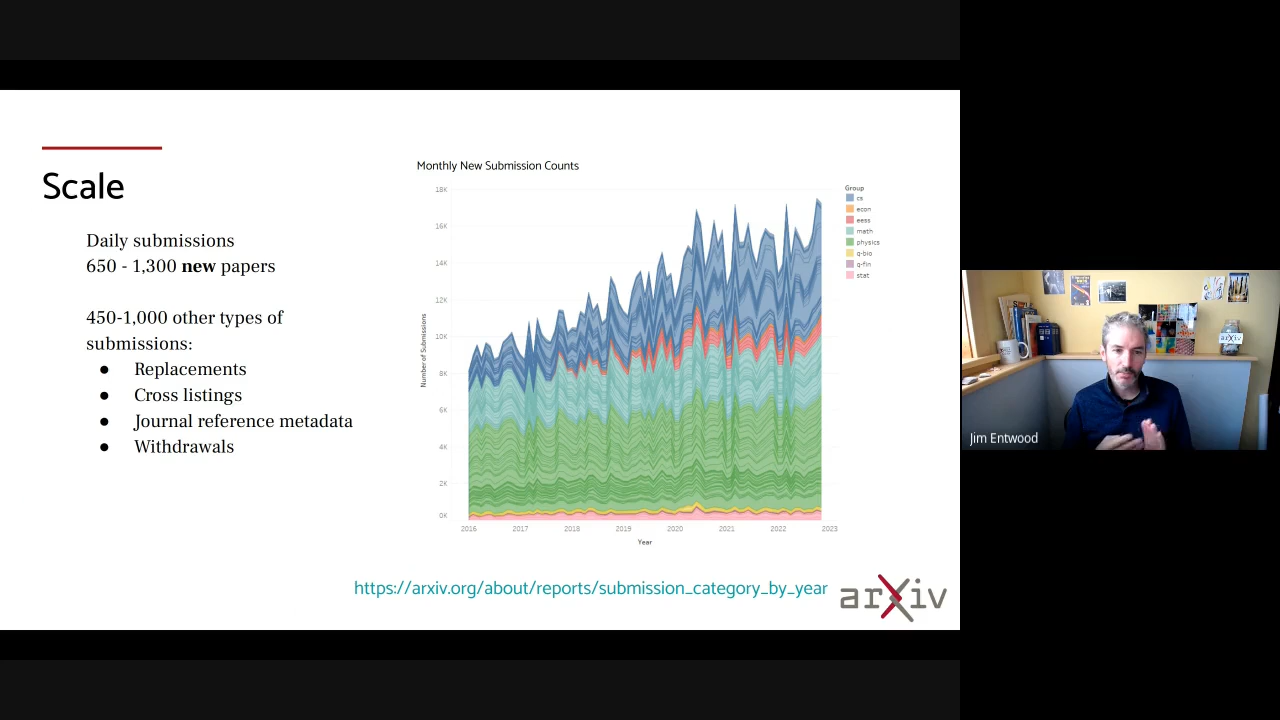 Scale
Daily submissions
650 - 1,300 new papers
450-1,000 other types of
submissions:
● Replacements
● Cross listings
● Journal reference metadata
● Withdrawals
Monthly New Submission Counts
Number of Submissions
18K
16K
14K
12K
10K
8K
6K
4K
2K
0K
2016 2017 2018 2019 2020 2021 2022 2023
Year
Group
cs
econ
eess
math
physics
q-bio
q-fin
stat
https://arxiv.org/about/reports/submission_category_by_year
arXiv
arXiv
Jim Entwood